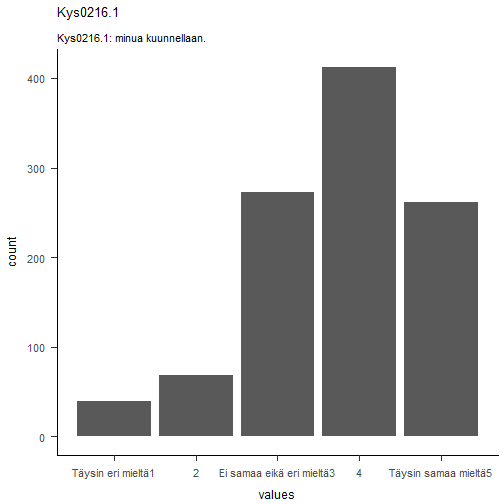 Kys0216.1
Kys0216.1: minua kuunnellaan.
400
300
200
100
0
count
Täysin eri mieltä1 2 Ei samaa eikä eri mieltä3 4 Täysin samaa mieltä5
values